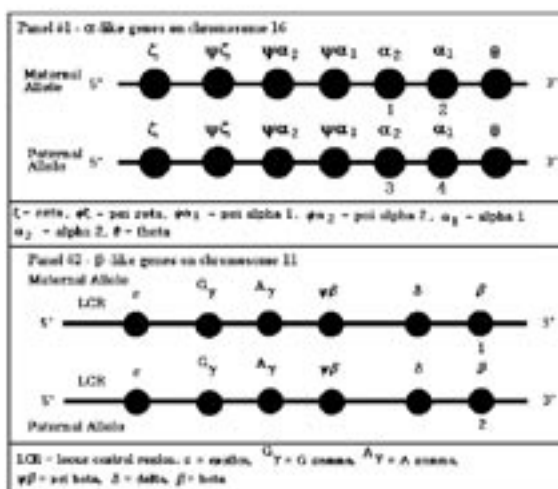 Panel #1 - α-like genes on chromosome 16
ζ ψζ ψα₂ ψα₁ α₂ α₁ θ
Maternal
Allele 5' 3'
1 2
ζ ψζ ψα₂ ψα₁ α₂ α₁ θ
Paternal
Allele 5' 3'
3 4
ζ - zeta, ψζ - psi zeta, ψα₁ - psi alpha 1, ψα₂ - psi alpha 2, α₁ - alpha 1
α₂ - alpha 2, θ - theta
Panel #2 - β-like genes on chromosome 11
Maternal Allele
LCR ε Gγ Aγ ψβ δ β
5' 3'
1
LCR ε Gγ Aγ ψβ δ β
5' 3'
Paternal Allele 2
LCR - locus control region, ε = epsilon, Gγ = G gamma, Aγ = A gamma,
ψβ = psi beta, δ = delta, β = beta